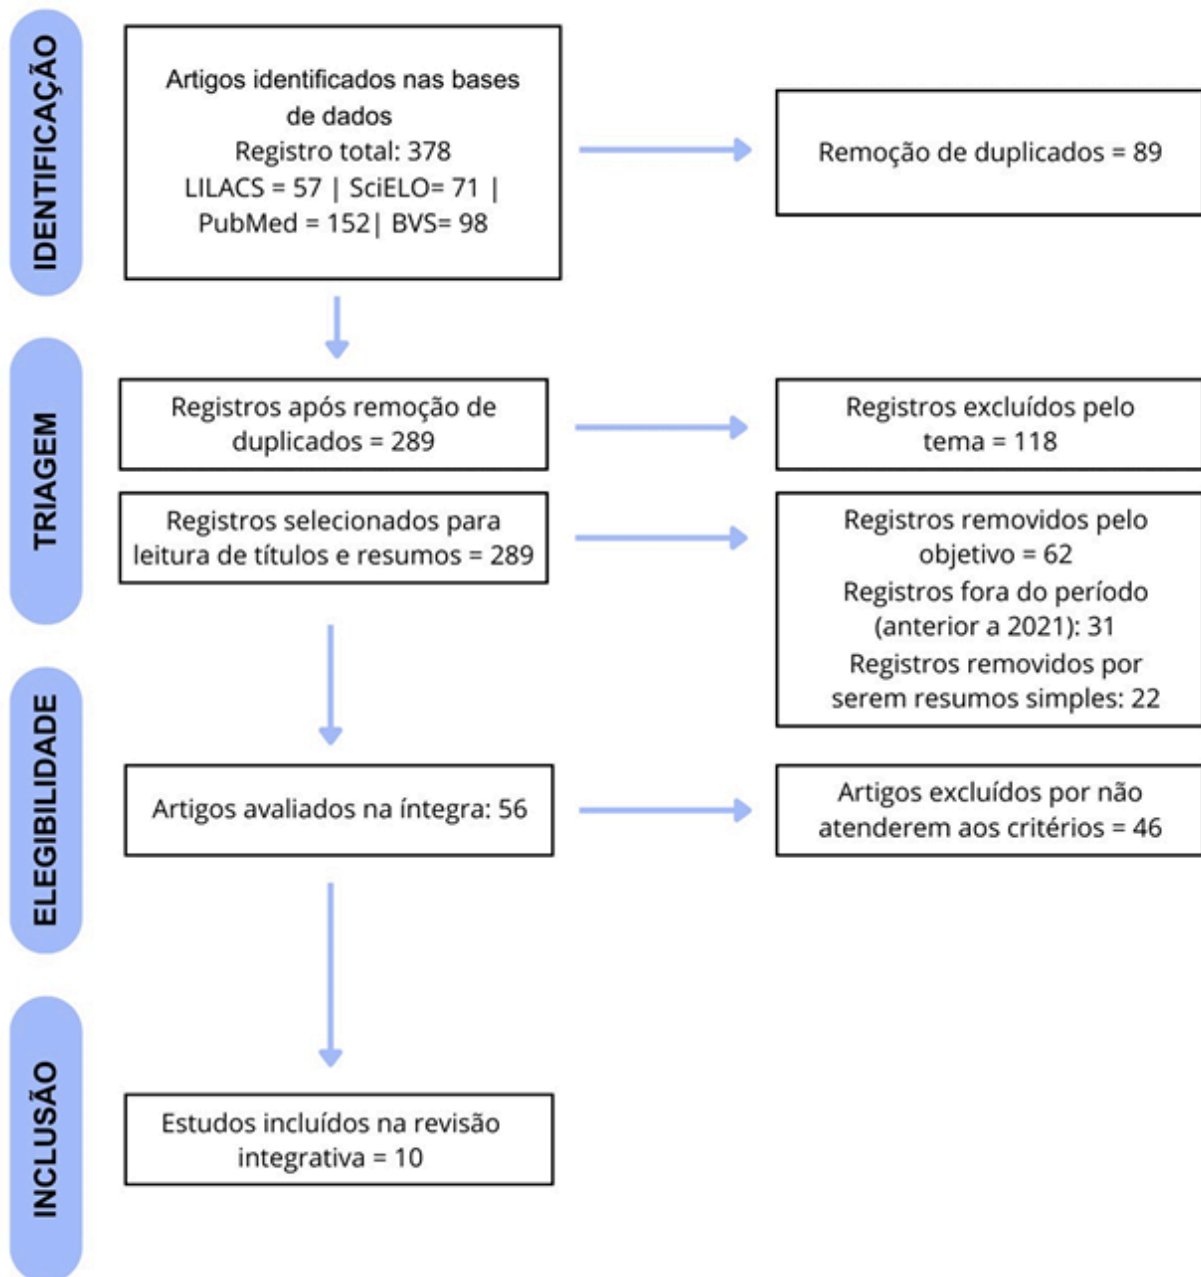 IDENTIFICAÇÃO
Artigos identificados nas bases
de dados
Registro total: 378
LILACS = 57 | SciELO= 71 |
PubMed = 152| BVS= 98
Remoção de duplicados = 89
TRIAGEM
Registros após remoção de
duplicados = 289
Registros excluídos pelo
tema = 118
Registros selecionados para
leitura de títulos e resumos = 289
Registros removidos pelo
objetivo = 62
Registros fora do período
(anterior a 2021): 31
Registros removidos por
serem resumos simples: 22
ELEGIBILIDADE
Artigos avaliados na íntegra: 56
Artigos excluídos por não
atenderem aos critérios = 46
INCLUSÃO
Estudos incluídos na revisão
integrativa = 10